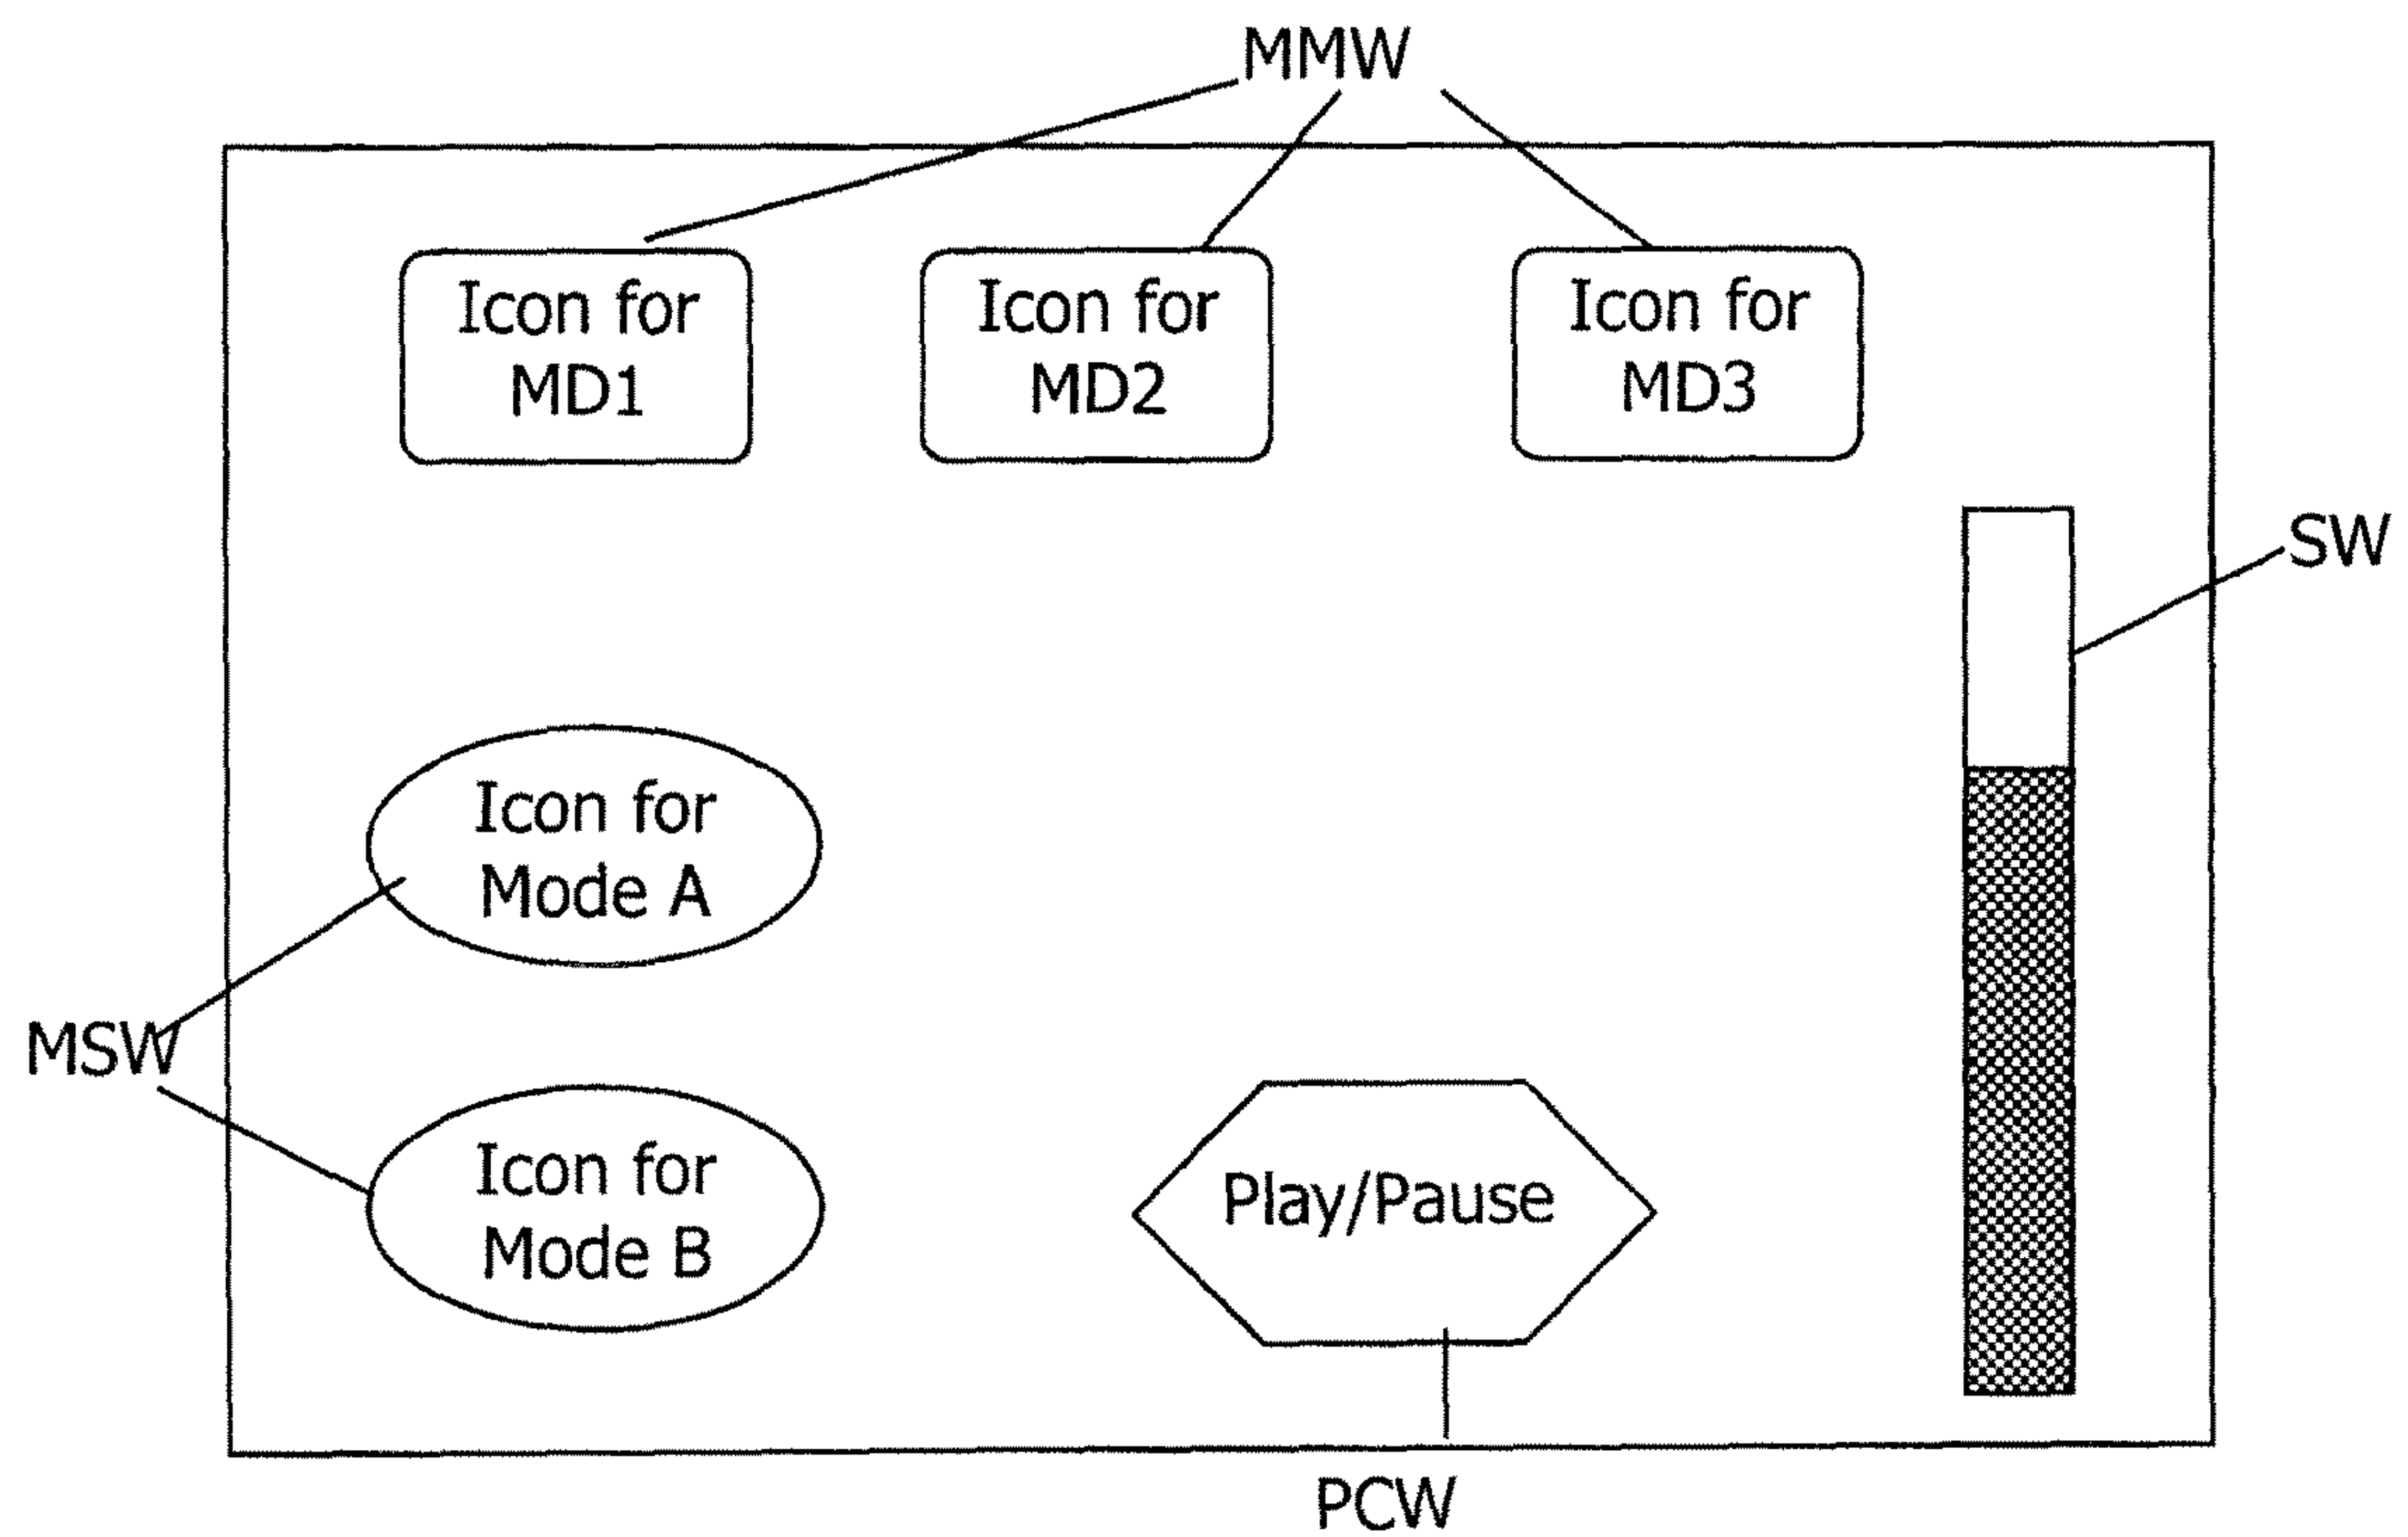 MMW
Icon for
MD1
Icon for
MD2
Icon for
MD3
SW
Icon for
Mode A
MSW
Icon for
Mode B
Play/Pause
PCW